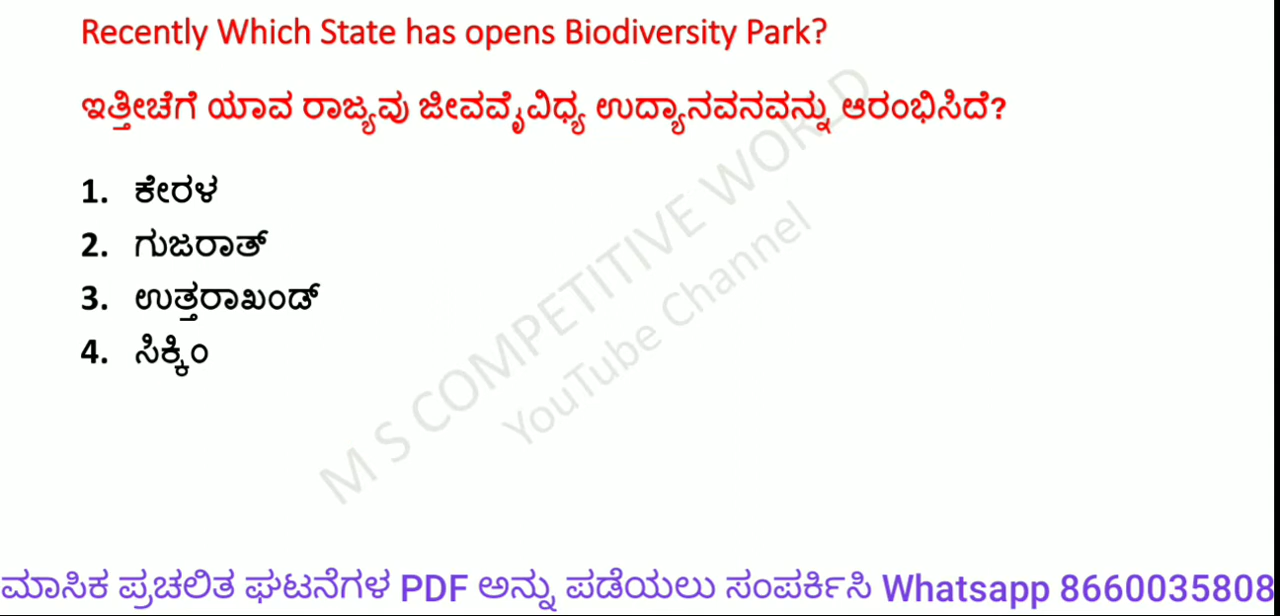 Recently Which State has opens Biodiversity Park?
ಇತ್ತೀಚೆಗೆ ಯಾವ ರಾಜ್ಯವು ಜೀವವೈವಿಧ್ಯ ಉದ್ಯಾನವನವನ್ನು ಆರಂಭಿಸಿದೆ?
1. ಕೇರಳ
2. ಗುಜರಾತ್
3. ಉತ್ತರಾಖಂಡ್
4. ಸಿಕ್ಕಿಂ
M S COMPETITIVE WORLD
YouTube Channel
ಮಾಸಿಕ ಪ್ರಚಲಿತ ಘಟನೆಗಳ PDF ಅನ್ನು ಪಡೆಯಲು ಸಂಪರ್ಕಿಸಿ Whatsapp 8660035808